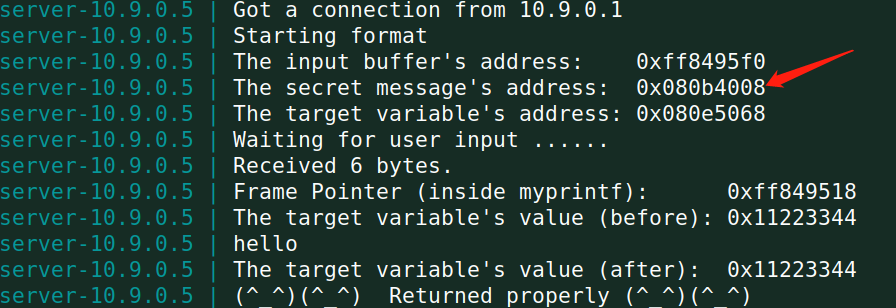 server-10.9.0.5 | Got a connection from 10.9.0.1
server-10.9.0.5 | Starting format
server-10.9.0.5 | The input buffer's address:    0xff8495f0
server-10.9.0.5 | The secret message's address:  0x080b4008
server-10.9.0.5 | The target variable's address: 0x080e5068
server-10.9.0.5 | Waiting for user input ......
server-10.9.0.5 | Received 6 bytes.
server-10.9.0.5 | Frame Pointer (inside myprintf):      0xff849518
server-10.9.0.5 | The target variable's value (before): 0x11223344
server-10.9.0.5 | hello
server-10.9.0.5 | The target variable's value (after):  0x11223344
server-10.9.0.5 | (^_^)(^_^)  Returned properly (^_^)(^_^)